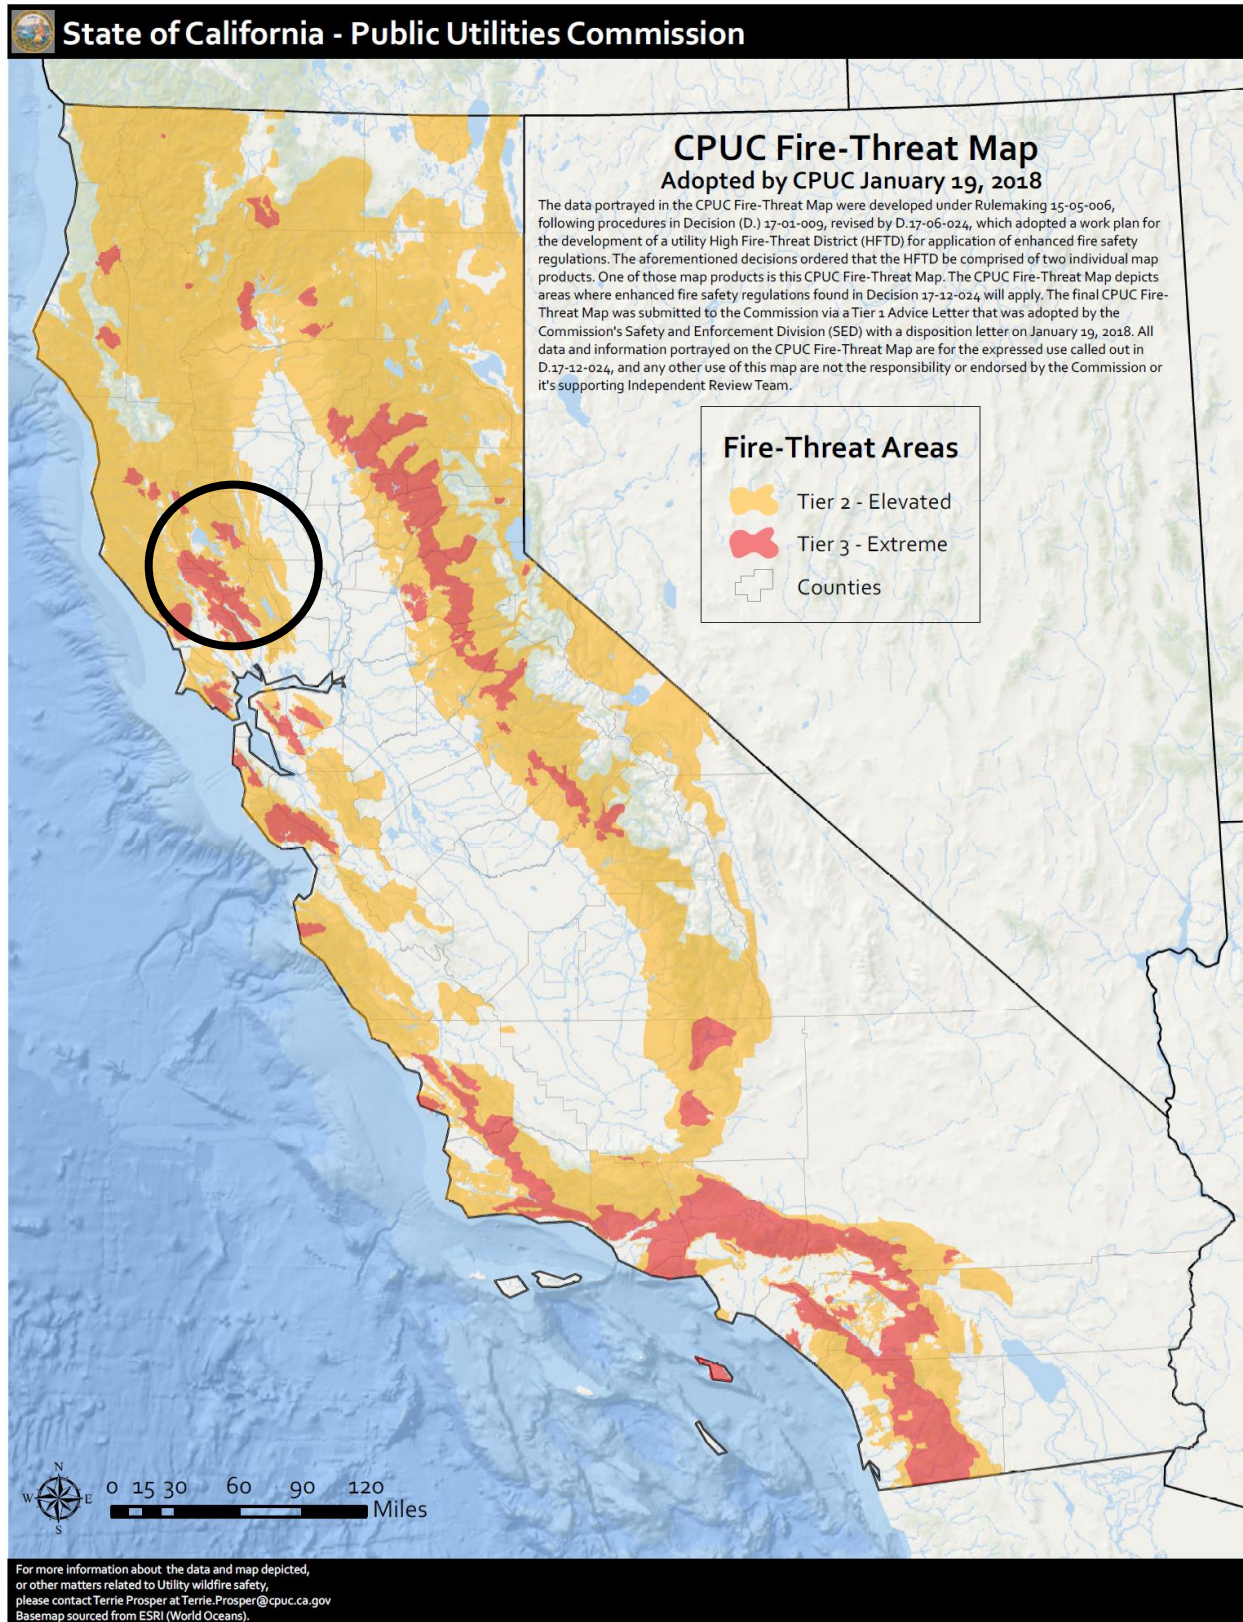 State of California - Public Utilities Commission
CPUC Fire-Threat Map
Adopted by CPUC January 19, 2018
The data portrayed in the CPUC Fire-Threat Map were developed under Rulemaking 15-05-006,
following procedures in Decision (D.) 17-01-009, revised by D.17-06-024, which adopted a work plan for
the development of a utility High Fire-Threat District (HFTD) for application of enhanced fire safety
regulations. The aforementioned decisions ordered that the HFTD be comprised of two individual map
products. One of those map products is this CPUC Fire-Threat Map. The CPUC Fire-Threat Map depicts
areas where enhanced fire safety regulations found in Decision 17-12-024 will apply. The final CPUC Fire-
Threat Map was submitted to the Commission via a Tier 1 Advice Letter that was adopted by the
Commission's Safety and Enforcement Division (SED) with a disposition letter on January 19, 2018. All
data and information portrayed on the CPUC Fire-Threat Map are for the expressed use called out in
D.17-12-024, and any other use of this map are not the responsibility or endorsed by the Commission or
it's supporting Independent Review Team.
Fire-Threat Areas
Tier 2 - Elevated
Tier 3 - Extreme
Counties
N
W E
S
0 15 30 60 90 120
Miles
For more information about the data and map depicted,
or other matters related to Utility wildfire safety,
please contact Terrie Prosper at Terrie.Prosper@cpuc.ca.gov
Basemap sourced from ESRI (World Oceans).